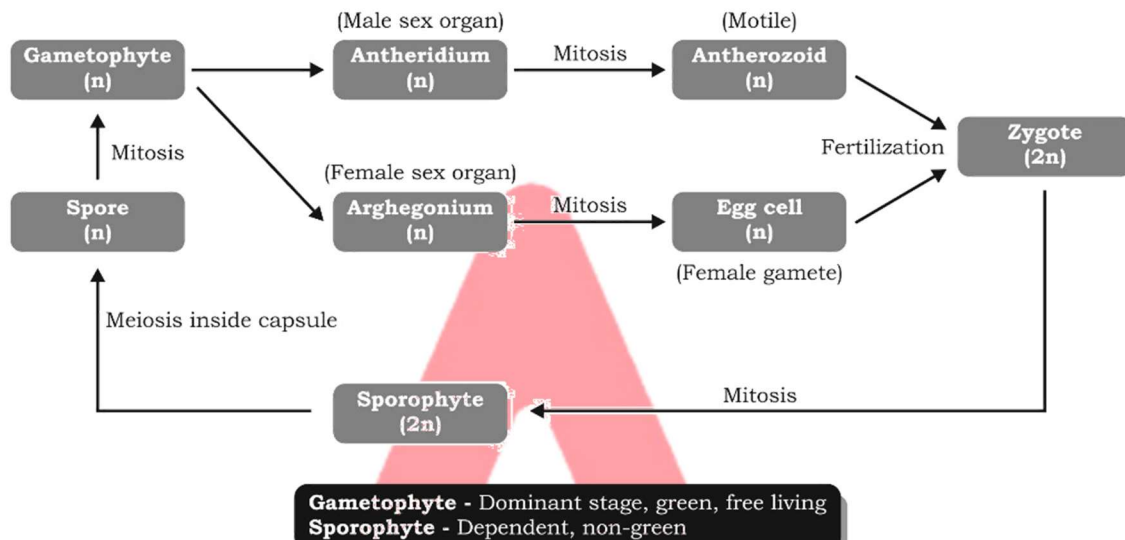 (Male sex organ)
(Motile)
Gametophyte
(n)
Antheridium
(n)
Mitosis
Antherozoid
(n)
Mitosis
Fertilization
Zygote
(2n)
(Female sex organ)
Spore
(n)
Arghegonium
(n)
Mitosis
Egg cell
(n)
(Female gamete)
Meiosis inside capsule
Sporophyte
(2n)
Mitosis
Gametophyte - Dominant stage, green, free living
Sporophyte - Dependent, non-green